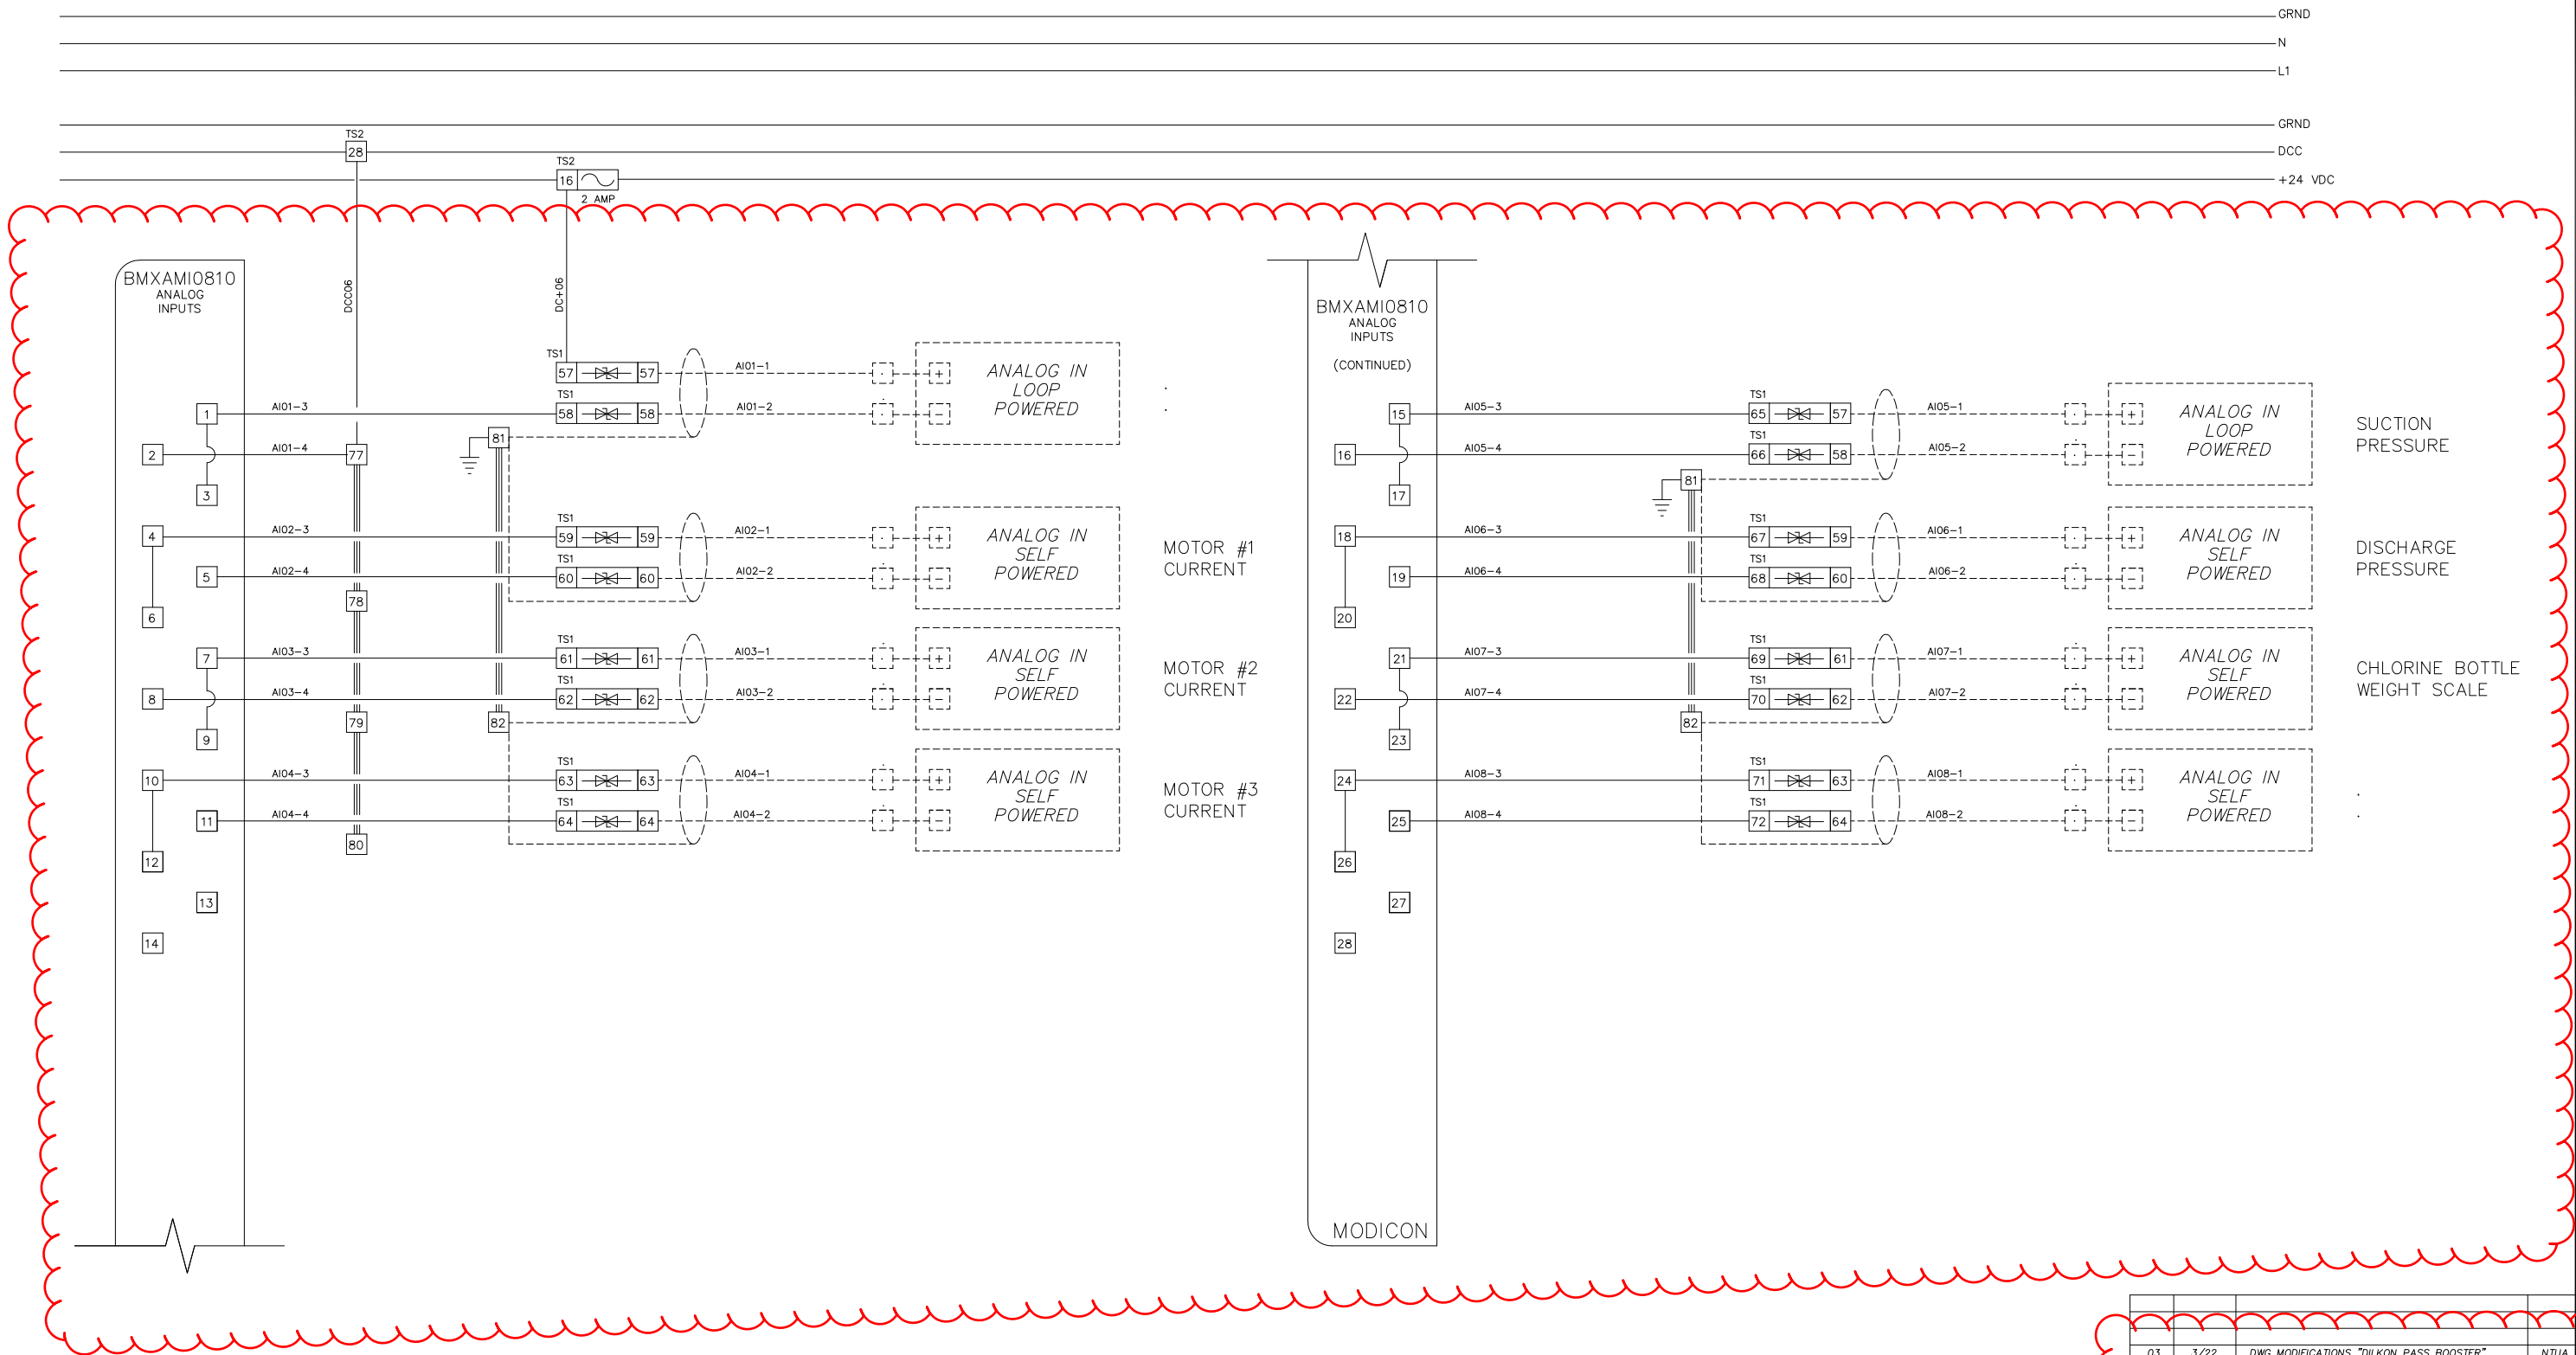 GRND
N
L1
GRND
TS2
28
DCC
TS2
16
+24 VDC
2 AMP
BMXAMI0810
ANALOG
INPUTS
DCC06
DC+06
TS1
57 57 AI01-1
TS1
1 AI01-3 58 58 AI01-2
+
-
ANALOG IN
LOOP
POWERED
81
2 AI01-4 77
3
TS1
4 AI02-3 59 59 AI02-1
TS1
5 AI02-4 60 60 AI02-2
+
-
ANALOG IN
SELF
POWERED
MOTOR #1
CURRENT
78
6
TS1
7 AI03-3 61 61 AI03-1
TS1
8 AI03-4 62 62 AI03-2
+
-
ANALOG IN
SELF
POWERED
MOTOR #2
CURRENT
79 82
9
TS1
10 AI04-3 63 63 AI04-1
TS1
11 AI04-4 64 64 AI04-2
+
-
ANALOG IN
SELF
POWERED
MOTOR #3
CURRENT
80
12
13
14
BMXAMI0810
ANALOG
INPUTS
(CONTINUED)
TS1
15 AI05-3 65 57 AI05-1
TS1
16 AI05-4 66 58 AI05-2
+
-
ANALOG IN
LOOP
POWERED
SUCTION
PRESSURE
81
17
TS1
18 AI06-3 67 59 AI06-1
TS1
19 AI06-4 68 60 AI06-2
+
-
ANALOG IN
SELF
POWERED
DISCHARGE
PRESSURE
20
TS1
21 AI07-3 69 61 AI07-1
TS1
22 AI07-4 70 62 AI07-2
+
-
ANALOG IN
SELF
POWERED
CHLORINE BOTTLE
WEIGHT SCALE
82
23
TS1
24 AI08-3 71 63 AI08-1
TS1
25 AI08-4 72 64 AI08-2
+
-
ANALOG IN
SELF
POWERED
26
27
28
MODICON
03 3/22 DWG MODIFICATIONS "DILKON PASS BOOSTER" NTUA